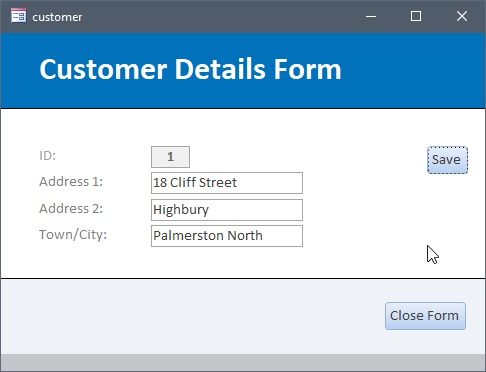 customer
Customer Details Form
ID: 1
Save
Address 1: 18 Cliff Street
Address 2: Highbury
Town/City: Palmerston North
Close Form